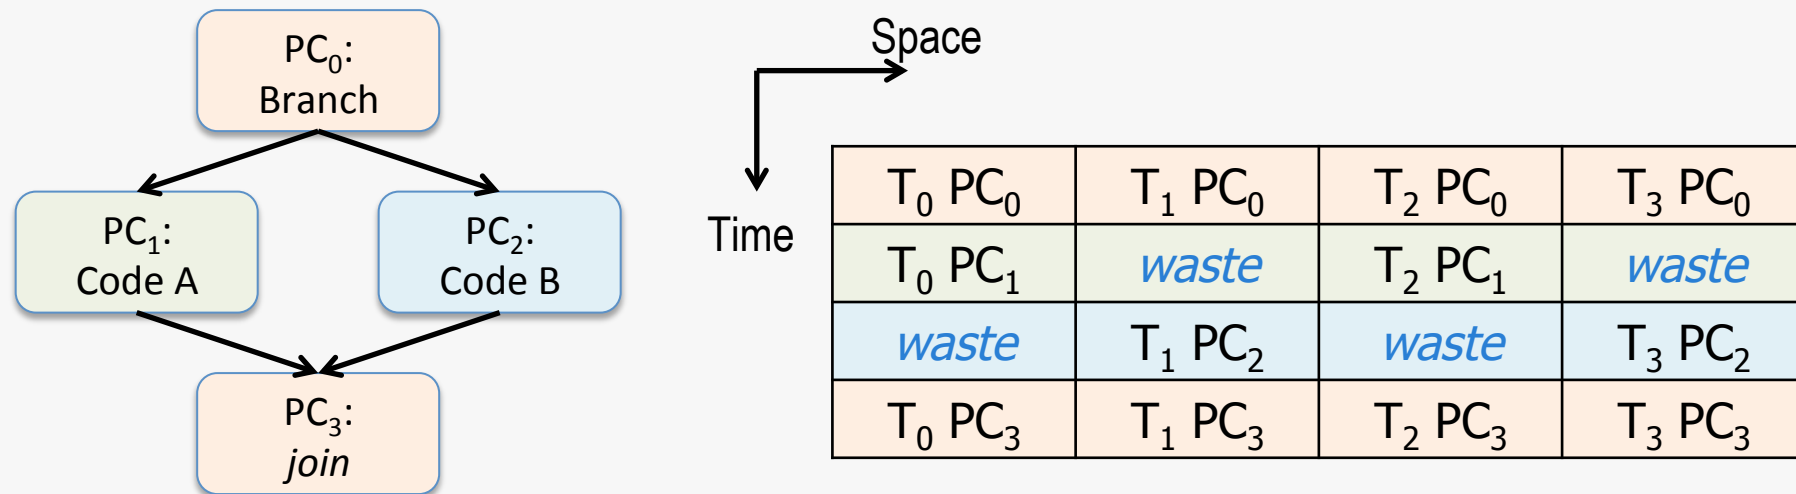 PC₀:
Branch
PC₁:
Code A
PC₂:
Code B
PC₃:
join
Space
Time
T₀ PC₀ T₁ PC₀ T₂ PC₀ T₃ PC₀
T₀ PC₁ waste T₂ PC₁ waste
waste T₁ PC₂ waste T₃ PC₂
T₀ PC₃ T₁ PC₃ T₂ PC₃ T₃ PC₃